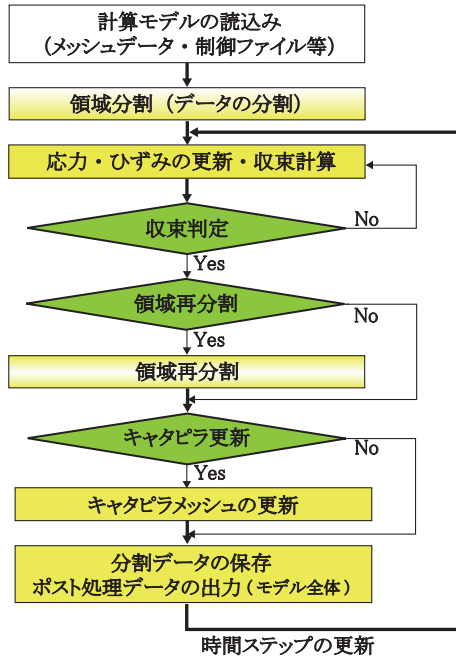 計算モデルの読込み
（メッシュデータ・制御ファイル等）
領域分割（データの分割）
応力・ひずみの更新・収束計算
収束判定
No
Yes
領域再分割
No
Yes
領域再分割
キャタピラ更新
No
Yes
キャタピラメッシュの更新
分割データの保存
ポスト処理データの出力（モデル全体）
時間ステップの更新